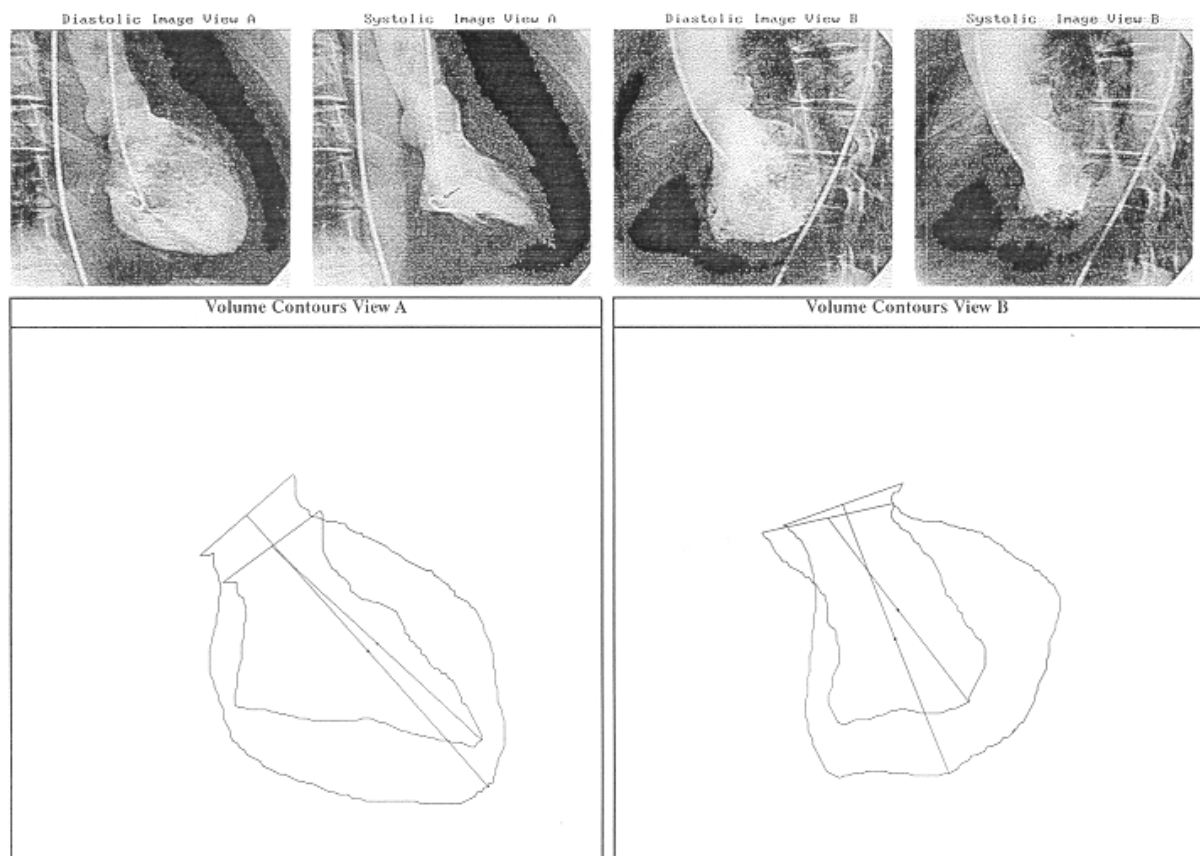 Diastolic Image View A
Systolic Image View A
Diastolic Image View B
Systolic Image View B
Volume Contours View A
Volume Contours View B